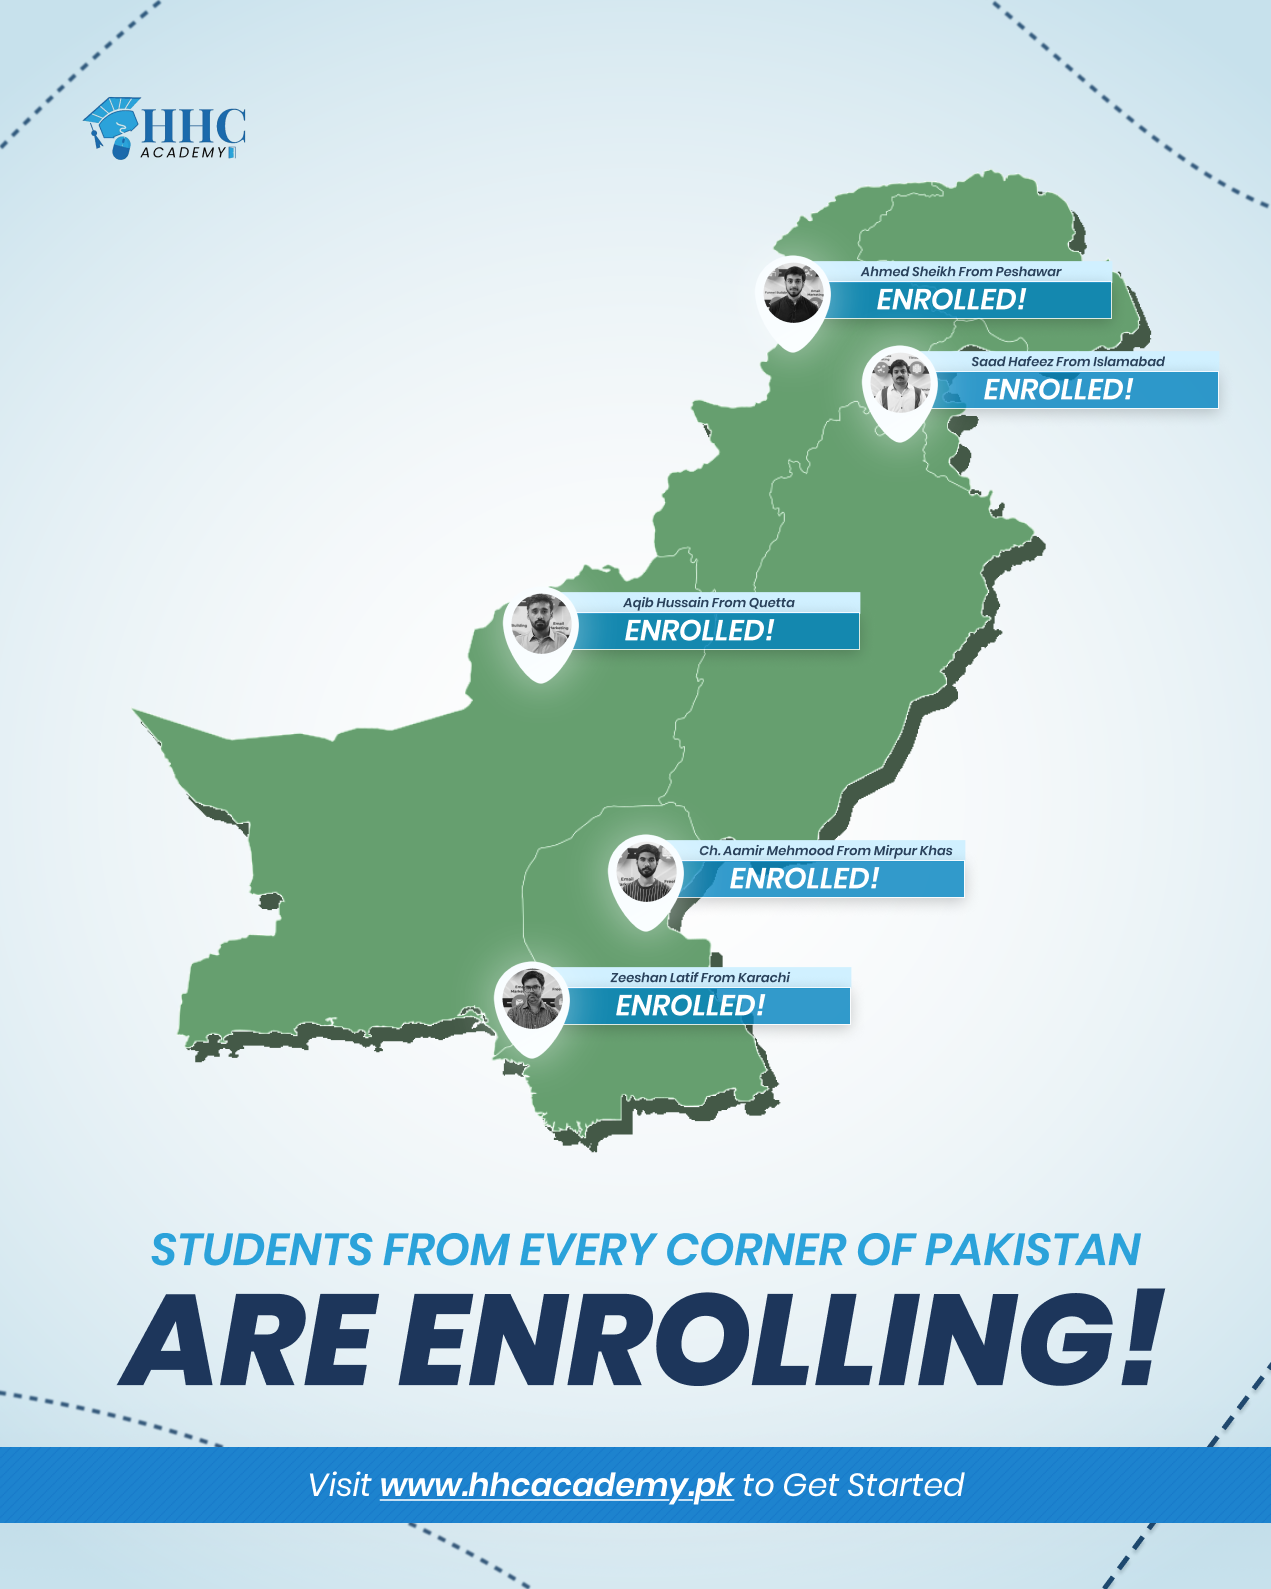 HHC
ACADEMY
Ahmed Sheikh From Peshawar
ENROLLED!
Saad Hafeez From Islamabad
ENROLLED!
Aqib Hussain From Quetta
ENROLLED!
Ch. Aamir Mehmood From Mirpur Khas
ENROLLED!
Zeeshan Latif From Karachi
ENROLLED!
STUDENTS FROM EVERY CORNER OF PAKISTAN
ARE ENROLLING!
Visit www.hhcacademy.pk to Get Started